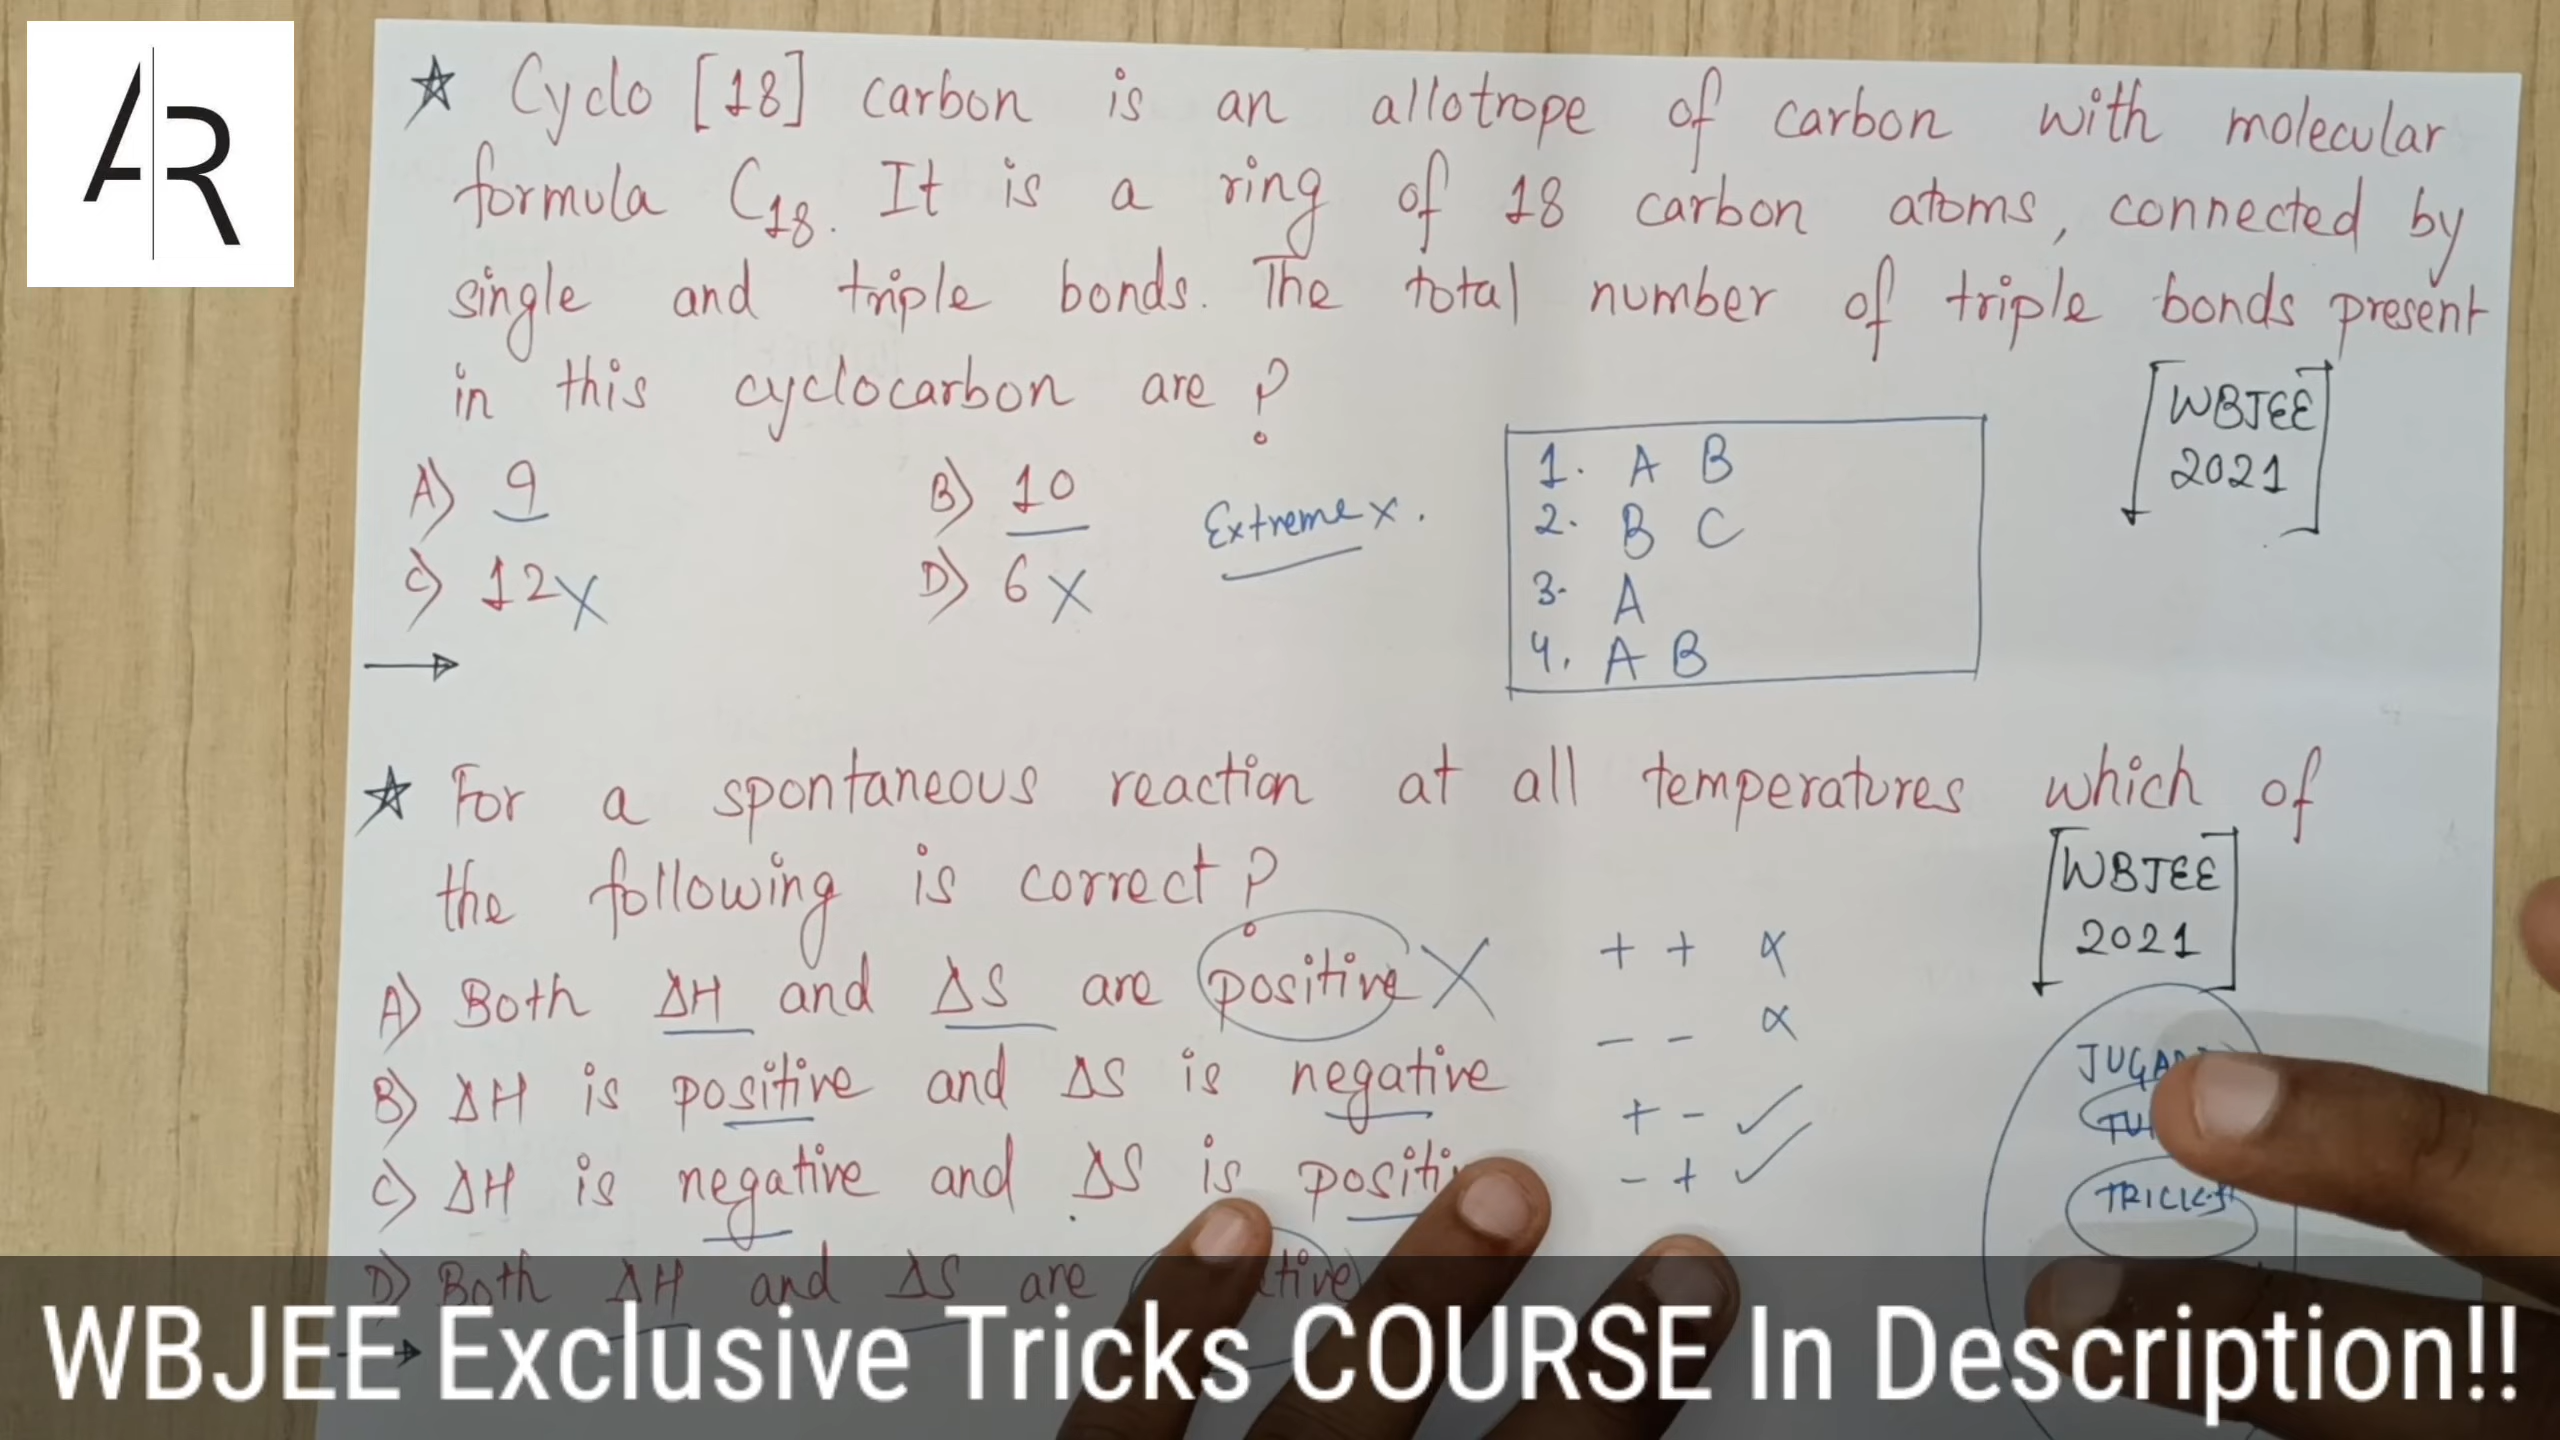 AR
☆ Cyclo [18] carbon is an allotrope of carbon with molecular
formula C18. It is a ring of 18 carbon atoms, connected by
single and triple bonds. The total number of triple bonds present
in this cyclocarbon are ?
WBJEE
2021
A) 9
B) 10
Extreme x.
C) 12 X
D) 6 X
1. A B
2. B C
3. A
4. A B
☆ For a spontaneous reaction at all temperatures which of
the following is correct ?
WBJEE
2021
A) Both ΔH and ΔS are positive X
B) ΔH is positive and ΔS is negative
C) ΔH is negative and ΔS is
D) Both ΔH and ΔS are
+ + ∝
- - ∝
+ - ✓
- + ✓
TRICKS
WBJEE Exclusive Tricks COURSE In Description!!